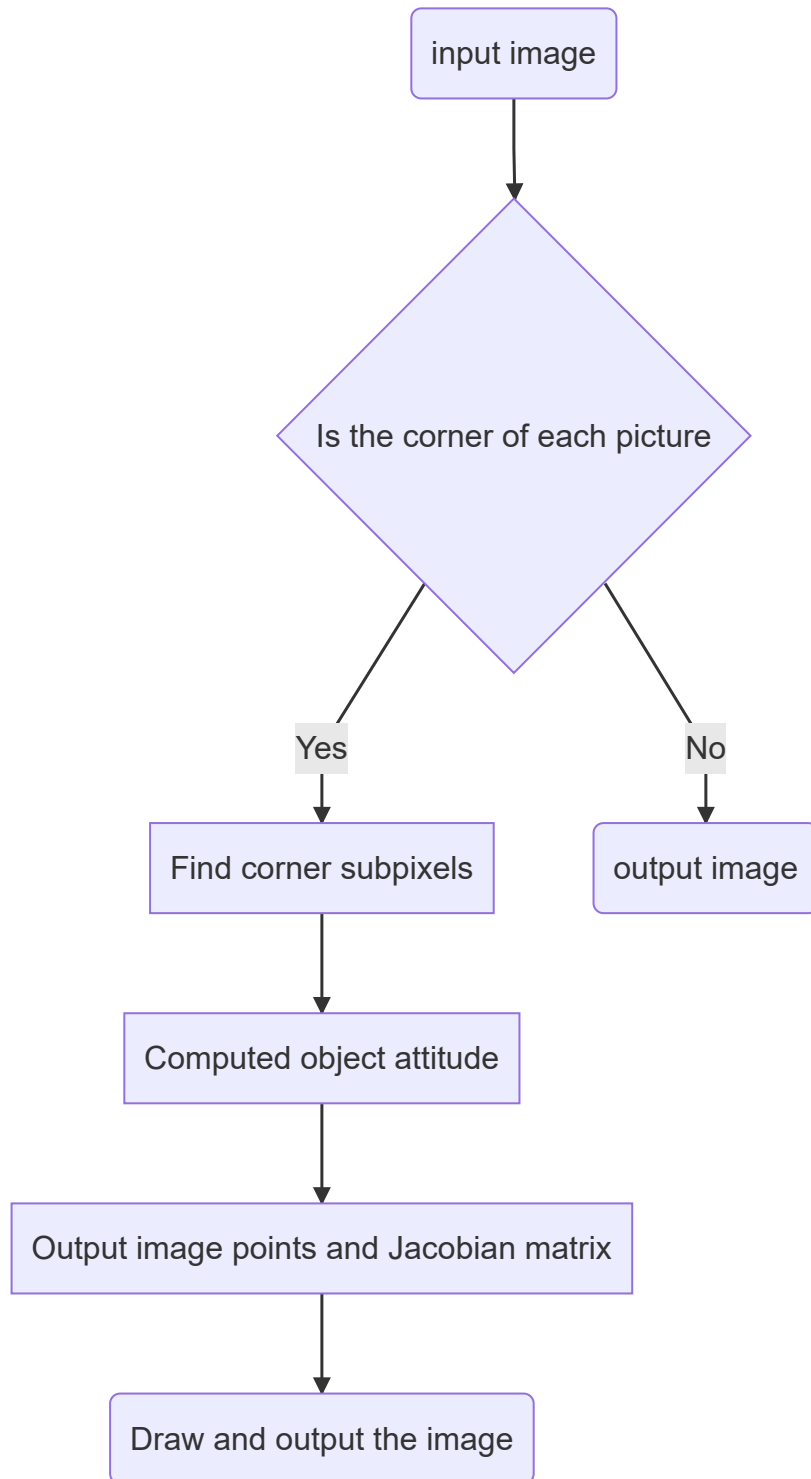 input image
Is the corner of each picture
Yes
No
Find corner subpixels
output image
Computed object attitude
Output image points and Jacobian matrix
Draw and output the image